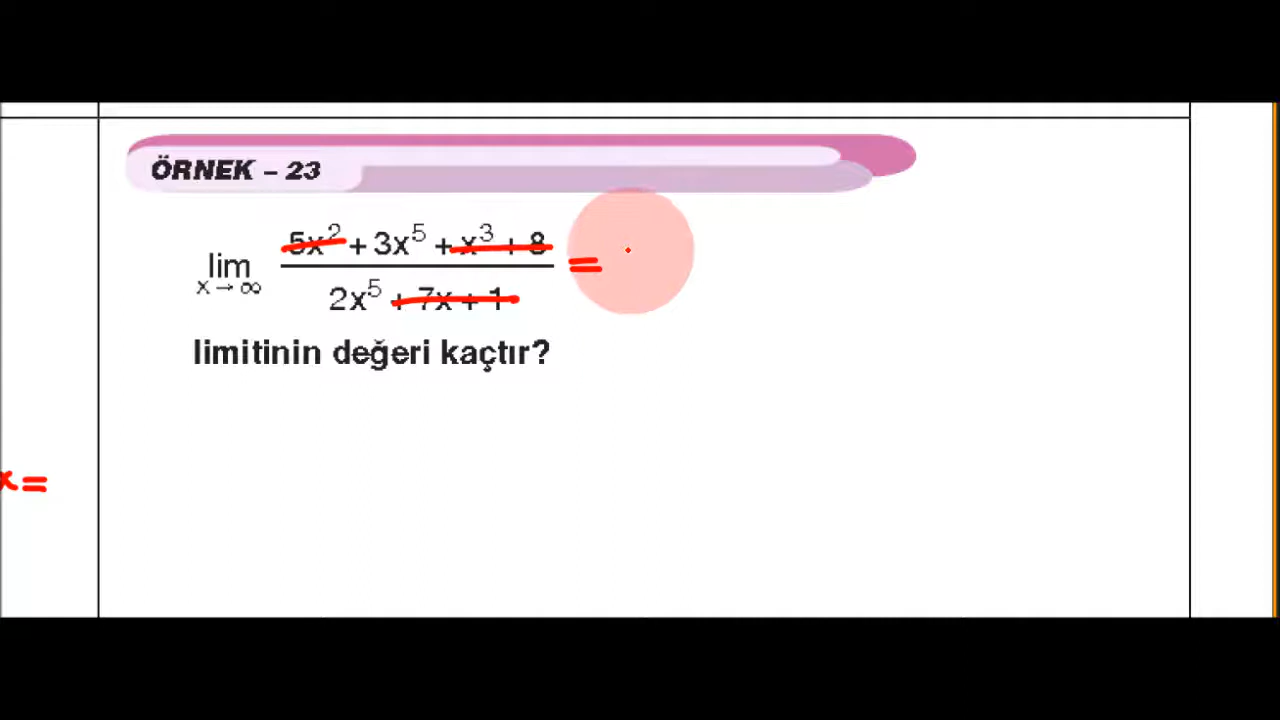 ÖRNEK – 23
lim x→∞ (5x² + 3x⁵ + x³ + 8) / (2x⁵ + 7x + 1) =
limitinin değeri kaçtır?
x =